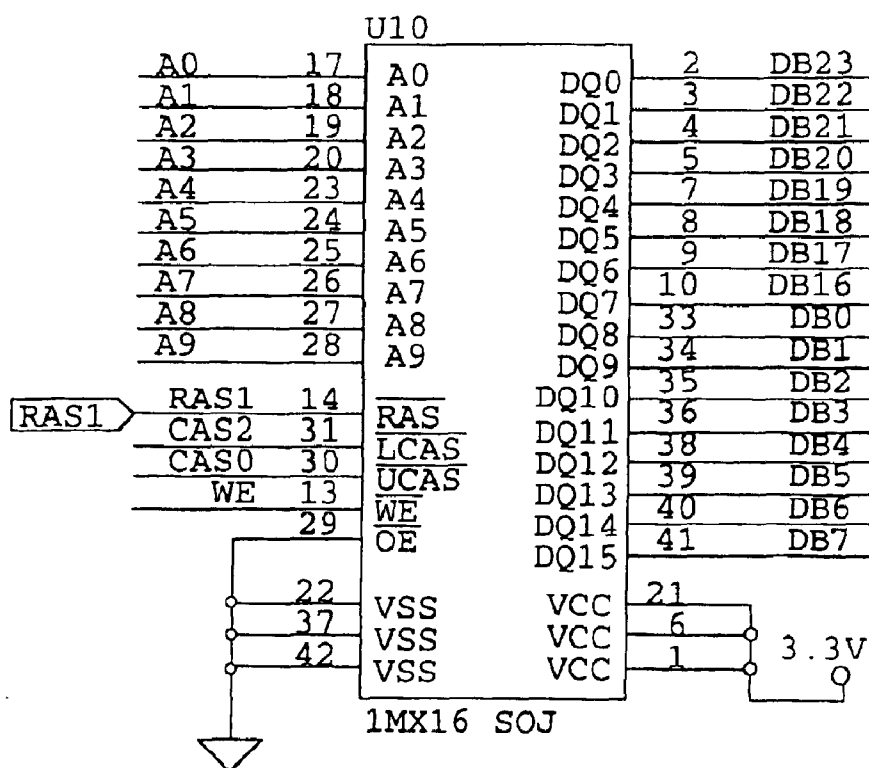 U10
A0 17 A0 DQ0 2 DB23
A1 18 A1 DQ1 3 DB22
A2 19 A2 DQ2 4 DB21
A3 20 A3 DQ3 5 DB20
A4 23 A4 DQ4 7 DB19
A5 24 A5 DQ5 8 DB18
A6 25 A6 DQ6 9 DB17
A7 26 A7 DQ7 10 DB16
A8 27 A8 DQ8 33 DB0
A9 28 A9 DQ9 34 DB1
DQ10 35 DB2
RAS1 RAS1 14 RAS DQ11 36 DB3
CAS2 31 LCAS DQ12 38 DB4
CAS0 30 UCAS DQ13 39 DB5
WE 13 WE DQ14 40 DB6
29 OE DQ15 41 DB7
22 VSS VCC 21
37 VSS VCC 6
42 VSS VCC 1 3.3V
1MX16 SOJ